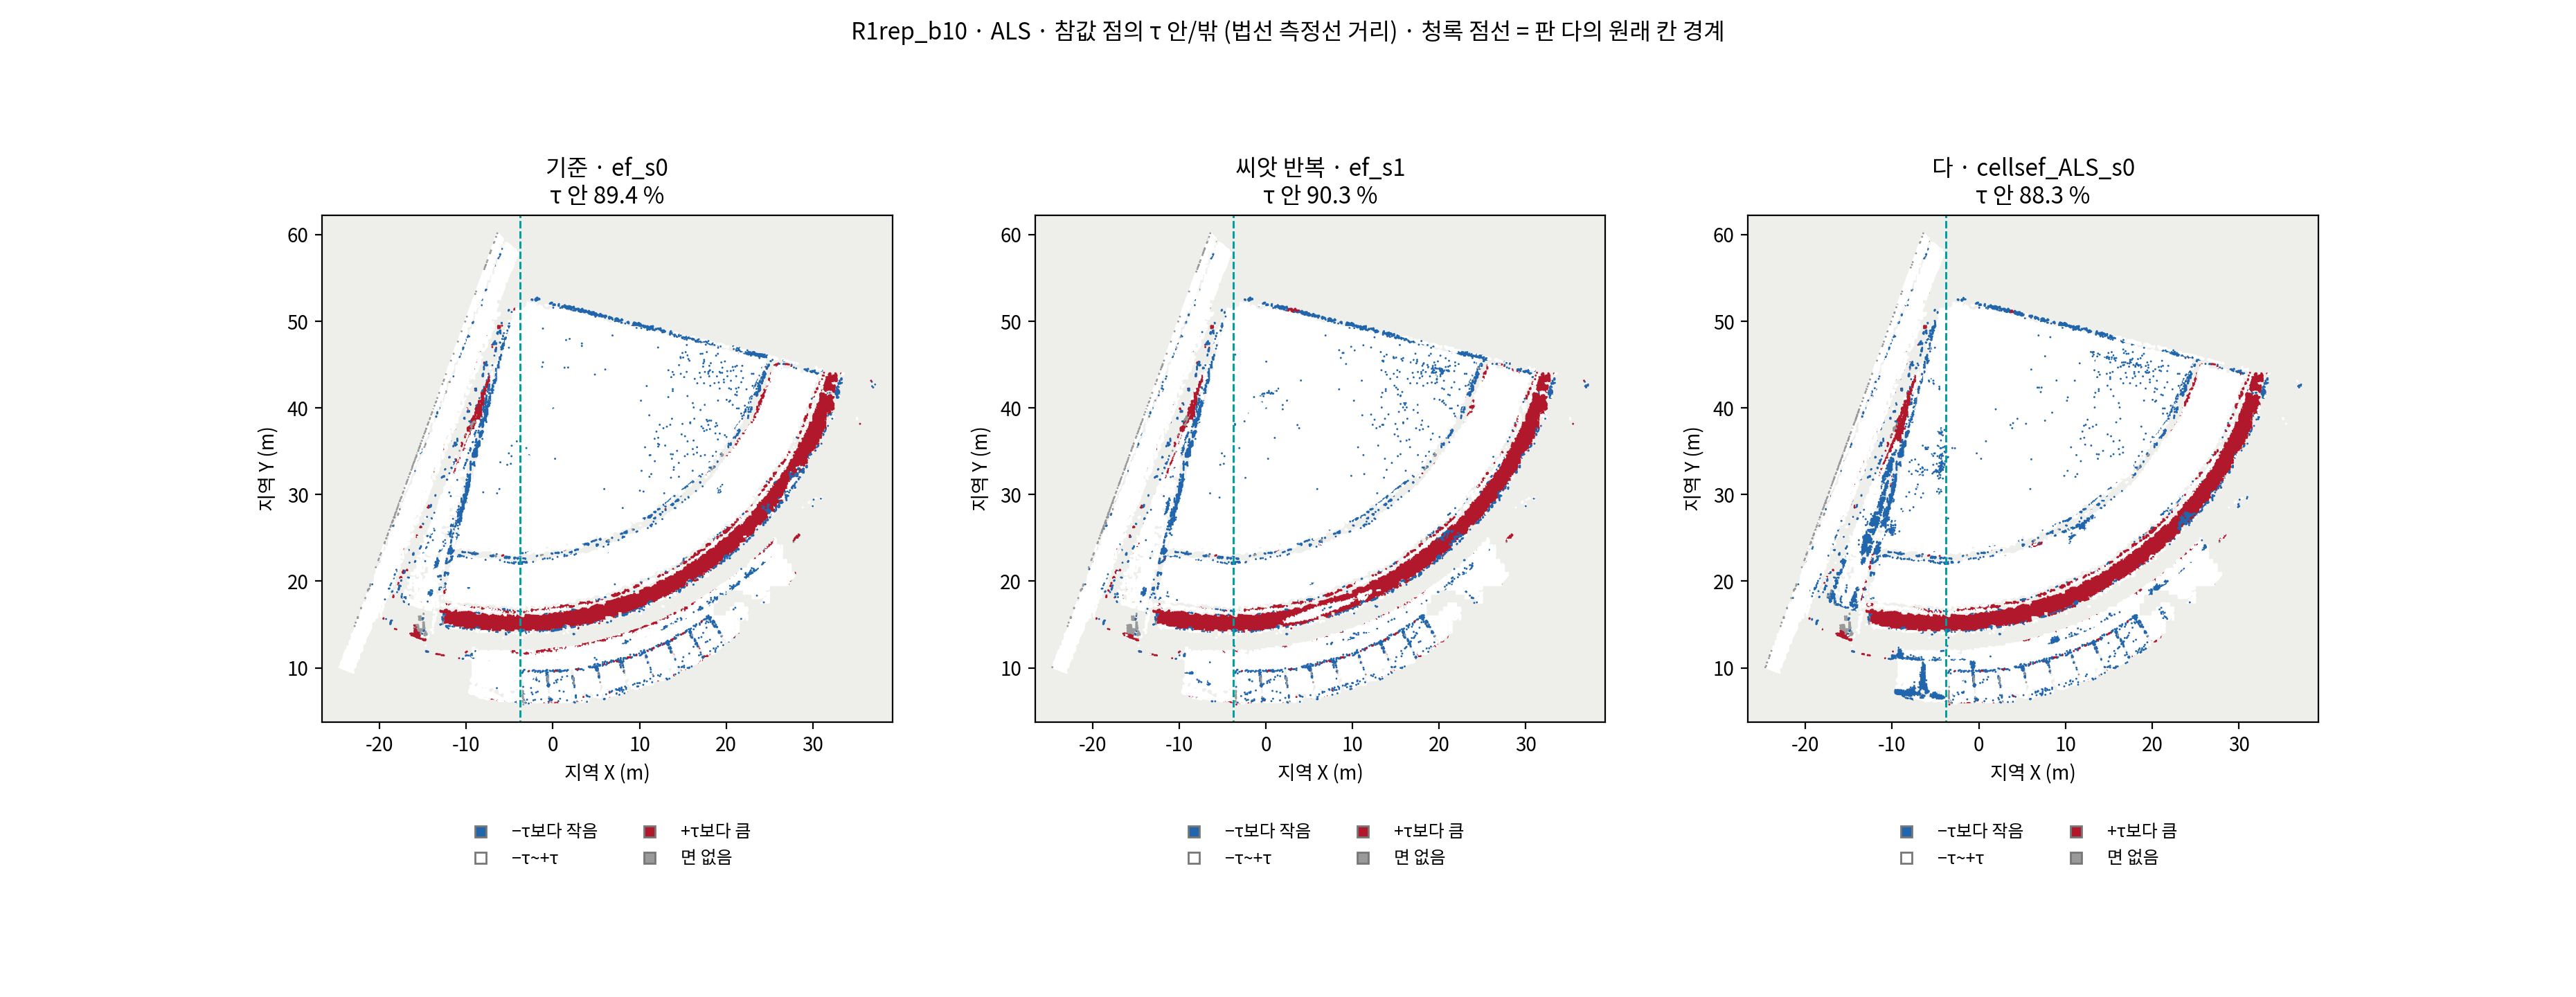 R1rep_b10 · ALS · 참값 점의 τ 안/밖 (법선 측정선 거리) · 청록 점선 = 판 다의 원래 칸 경계
기준 · ef_s0
τ 안 89.4 %
60
50
40
30
20
10
지역 Y (m)
-20 -10 0 10 20 30
지역 X (m)
−τ보다 작음 +τ보다 큼
−τ~+τ 면 없음
씨앗 반복 · ef_s1
τ 안 90.3 %
60
50
40
30
20
10
지역 Y (m)
-20 -10 0 10 20 30
지역 X (m)
−τ보다 작음 +τ보다 큼
−τ~+τ 면 없음
다 · cellsef_ALS_s0
τ 안 88.3 %
60
50
40
30
20
10
지역 Y (m)
-20 -10 0 10 20 30
지역 X (m)
−τ보다 작음 +τ보다 큼
−τ~+τ 면 없음